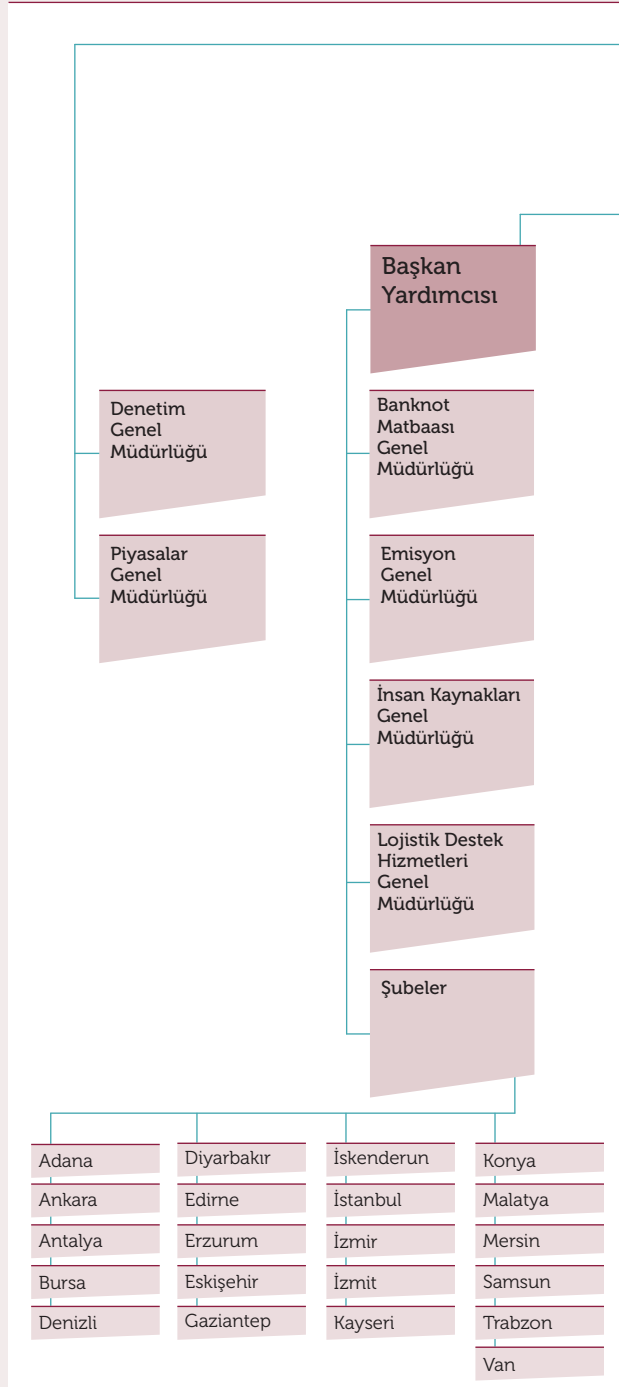 Başkan
Yardımcısı
Denetim
Genel
Müdürlüğü
Banknot
Matbaası
Genel
Müdürlüğü
Piyasalar
Genel
Müdürlüğü
Emisyon
Genel
Müdürlüğü
İnsan Kaynakları
Genel
Müdürlüğü
Lojistik Destek
Hizmetleri
Genel
Müdürlüğü
Şubeler
Adana
Ankara
Antalya
Bursa
Denizli
Diyarbakır
Edirne
Erzurum
Eskişehir
Gaziantep
İskenderun
İstanbul
İzmir
İzmit
Kayseri
Konya
Malatya
Mersin
Samsun
Trabzon
Van